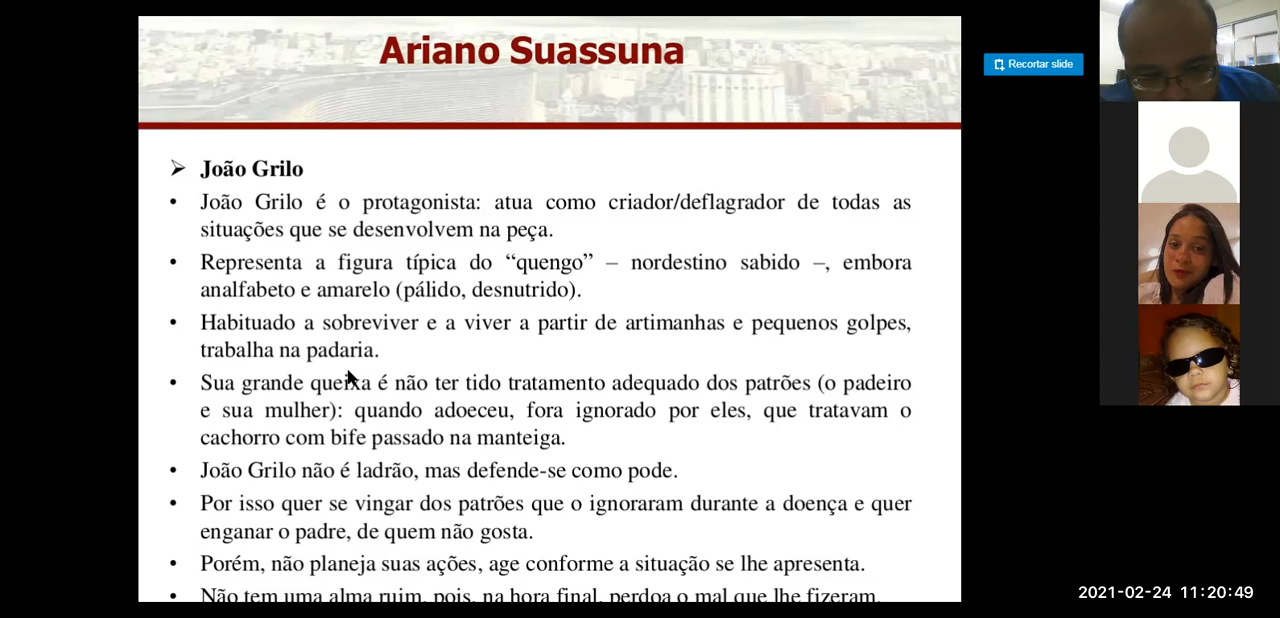 Ariano Suassuna
Recortar slide
➢ João Grilo
• João Grilo é o protagonista: atua como criador/deflagrador de todas as
situações que se desenvolvem na peça.
• Representa a figura típica do “quengo” – nordestino sabido –, embora
analfabeto e amarelo (pálido, desnutrido).
• Habituado a sobreviver e a viver a partir de artimanhas e pequenos golpes,
trabalha na padaria.
• Sua grande queixa é não ter tido tratamento adequado dos patrões (o padeiro
e sua mulher): quando adoeceu, fora ignorado por eles, que tratavam o
cachorro com bife passado na manteiga.
• João Grilo não é ladrão, mas defende-se como pode.
• Por isso quer se vingar dos patrões que o ignoraram durante a doença e quer
enganar o padre, de quem não gosta.
• Porém, não planeja suas ações, age conforme a situação se lhe apresenta.
• Não tem uma alma ruim, pois, na hora final, perdoa o mal que lhe fizeram.
2021-02-24 11:20:49